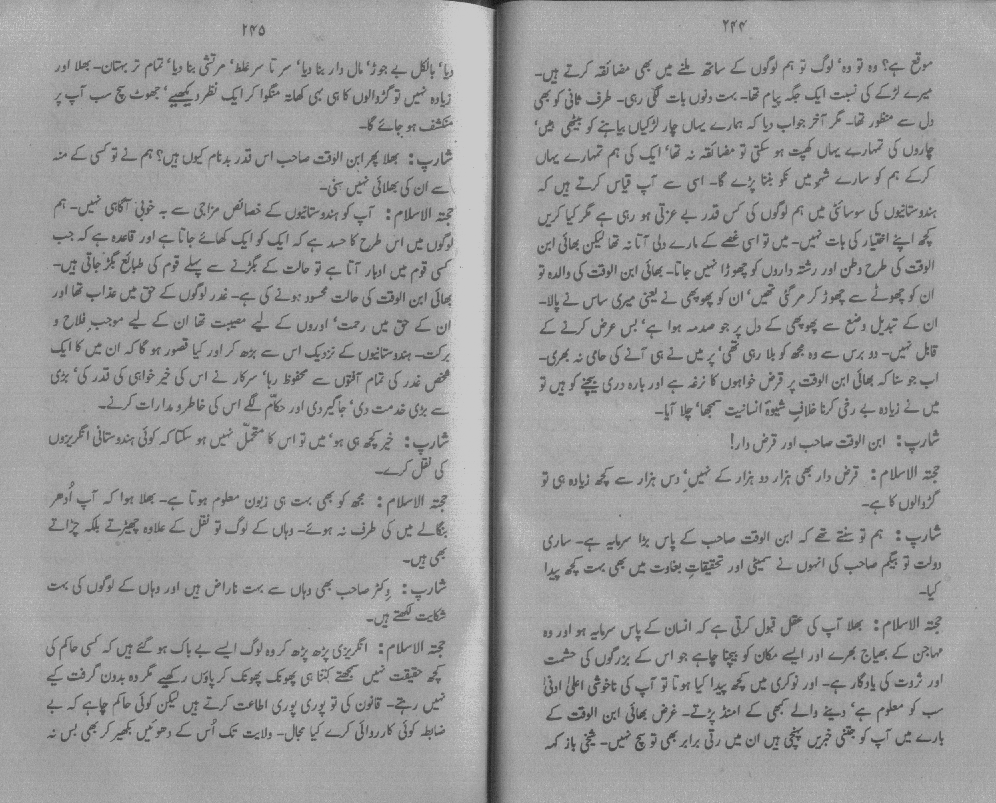 ۲۴۴
موقع ہے؟ وہ تو وہ، لوگ تو ہم لوگوں کے ساتھ ملنے میں بھی مضائقہ کرتے ہیں۔
میرے لڑکے کی نسبت ایک جگہ پیام تھا۔ بہت دنوں بات لگی رہی۔ طرف ثانی کو بھی
دل سے منظور تھا۔ مگر آخر جواب دیا کہ ہمارے یہاں چار لڑکیاں بیاہنے کو بیٹھی ہیں،
چاروں کی تمہارے یہاں کھپت ہو سکتی تو مضائقہ نہ تھا، ایک کی ہم تمہارے یہاں
کرکے ہم کو سارے شہر میں نکو بننا پڑے گا۔ اسی سے آپ قیاس کرتے ہیں کہ
ہندوستانیوں کی سوسائٹی میں ہم لوگوں کی کس قدر بے عزتی ہو رہی ہے مگر کیا کریں
کچھ اپنے اختیار کی بات نہیں۔ میں تو اسی غصے کے مارے دلی آتا نہ تھا لیکن بھائی ابن
الوقت کی طرح وطن اور رشتہ داروں کو چھوڑا نہیں جاتا۔ بھائی ابن الوقت کی والدہ تو
ان کو چھوٹے سے چھوڑ کر مرگئی تھیں، ان کو پھوپھی نے یعنی میری ساس نے پالا۔
ان کے تبدیل وضع سے پھوپھی کے دل پر جو صدمہ ہوا ہے، بس عرض کرنے کے
قابل نہیں۔ دو برس سے وہ مجھ کو بلا رہی تھی، پر میں نے ہی آنے کی حامی نہ بھری۔
اب جو سنا کہ بھائی ابن الوقت پر قرض خواہوں کا نرغہ ہے اور بارہ دری بیچنے کو ہیں تو
میں نے زیادہ بے رخی کرنا خلافِ شیوۂ انسانیت سمجھا، چلا آیا۔
شارپ: ابن الوقت صاحب اور قرض دار!
حجتہ الاسلام: قرض دار بھی ہزار دو ہزار کے نہیں، دس ہزار سے کچھ زیادہ ہی تو
گڑوالوں کا ہے۔
شارپ: ہم تو سنتے تھے کہ ابن الوقت صاحب کے پاس بڑا سرمایہ ہے۔ ساری
دولت تو بیگم صاحب کی انہوں نے سمیٹی اور تحقیقاتِ بغاوت میں بھی بہت کچھ پیدا
کیا۔
حجتہ الاسلام: بھلا آپ کی عقل قبول کرتی ہے کہ انسان کے پاس سرمایہ ہو اور وہ
مہاجن کے بھیاج بھرے اور ایسے مکان کو بیچنا چاہے جو اس کے بزرگوں کی حشمت
اور ثروت کی یادگار ہے۔ اور نوکری میں کچھ پیدا کیا ہوتا تو آپ کی ناخوشی اعلیٰ ادنیٰ
سب کو معلوم ہے، دینے والے کبھی کے امنڈ پڑتے۔ غرض بھائی ابن الوقت کے
بارے میں آپ کو جتنی خبریں پہنچی ہیں ان میں رتی برابر بھی تو سچ نہیں۔ شیخی باز کہہ
۲۴۵
دیا، بالکل بے جوڑ، مال دار بنا دیا، سر تا سر غلط، مرتشی بنا دیا، تمام تر بہتان۔ بھلا اور
زیادہ نہیں تو گڑوالوں کا ہی بہی کھاتہ منگوا کر ایک نظر دیکھیے، جھوٹ سچ سب آپ پر
منکشف ہو جائے گا۔
شارپ: بھلا پھر ابن الوقت صاحب اس قدر بدنام کیوں ہیں؟ ہم نے تو کسی کے منہ
سے ان کی بھلائی نہیں سنی۔
حجتہ الاسلام: آپ کو ہندوستانیوں کے خصائص مزاجی سے بہ خوبی آگاہی نہیں۔ ہم
لوگوں میں اس طرح کا حسد ہے کہ ایک کو ایک کھائے جاتا ہے اور قاعدہ ہے کہ جب
کسی قوم میں ادبار آتا ہے تو حالت کے بگڑنے سے پہلے قوم کی طبائع بگڑ جاتی ہیں۔
بھائی ابن الوقت کی حالت محسود ہونے کی ہے۔ غدر لوگوں کے حق میں عذاب تھا اور
ان کے حق میں رحمت، اوروں کے لیے مصیبت تھا ان کے لیے موجبِ فلاح و
برکت۔ ہندوستانیوں کے نزدیک اس سے بڑھ کر اور کیا قصور ہو گا کہ ان میں کا ایک
شخص غدر کی تمام آفتوں سے محفوظ رہا، سرکار نے اس کی خیر خواہی کی قدر کی، بڑی
سے بڑی خدمت دی، جاگیر دی اور حکام لگے اس کی خاطر و مدارات کرنے۔
شارپ: خیر کچھ ہی ہو، میں تو اس کا متحمل نہیں ہو سکتا کہ کوئی ہندوستانی انگریزوں
کی نقل کرے۔
حجتہ الاسلام: مجھ کو بھی بہت ہی زبون معلوم ہوتا ہے۔ بھلا ہوا کہ آپ اُدھر
بنگالے میں کی طرف نہ ہوئے۔ وہاں کے لوگ تو نقل کے علاوہ چھیڑتے بلکہ چڑاتے
بھی ہیں۔
شارپ: وکٹر صاحب بھی وہاں سے بہت ناراض ہیں اور وہاں کے لوگوں کی بہت
شکایت لکھتے ہیں۔
حجتہ الاسلام: انگریزی پڑھ پڑھ کر وہ لوگ ایسے بے باک ہو گئے ہیں کہ کسی حاکم کی
کچھ حقیقت نہیں سمجھتے کتنا ہی پھونک پھونک کر پاؤں رکھیے مگر وہ بدون گرفت کیے
نہیں رہتے۔ قانون کی تو پوری پوری اطاعت کرتے ہیں لیکن کوئی حاکم چاہے کہ بے
ضابطہ کوئی کارروائی کرے کیا مجال۔ ولایت تک اُس کے دھوئیں بکھیر کر بھی بس نہ